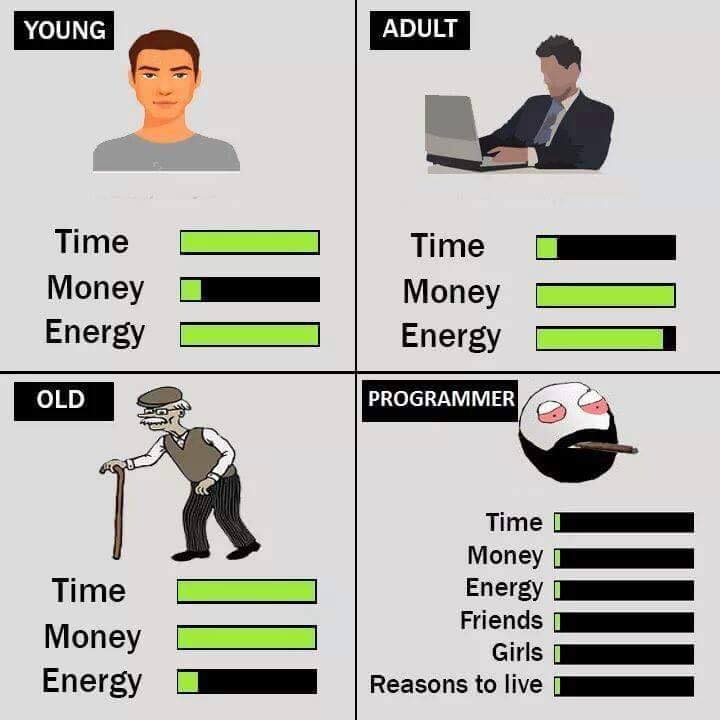 YOUNG
Time
Money
Energy
ADULT
Time
Money
Energy
OLD
Time
Money
Energy
PROGRAMMER
Time
Money
Energy
Friends
Girls
Reasons to live